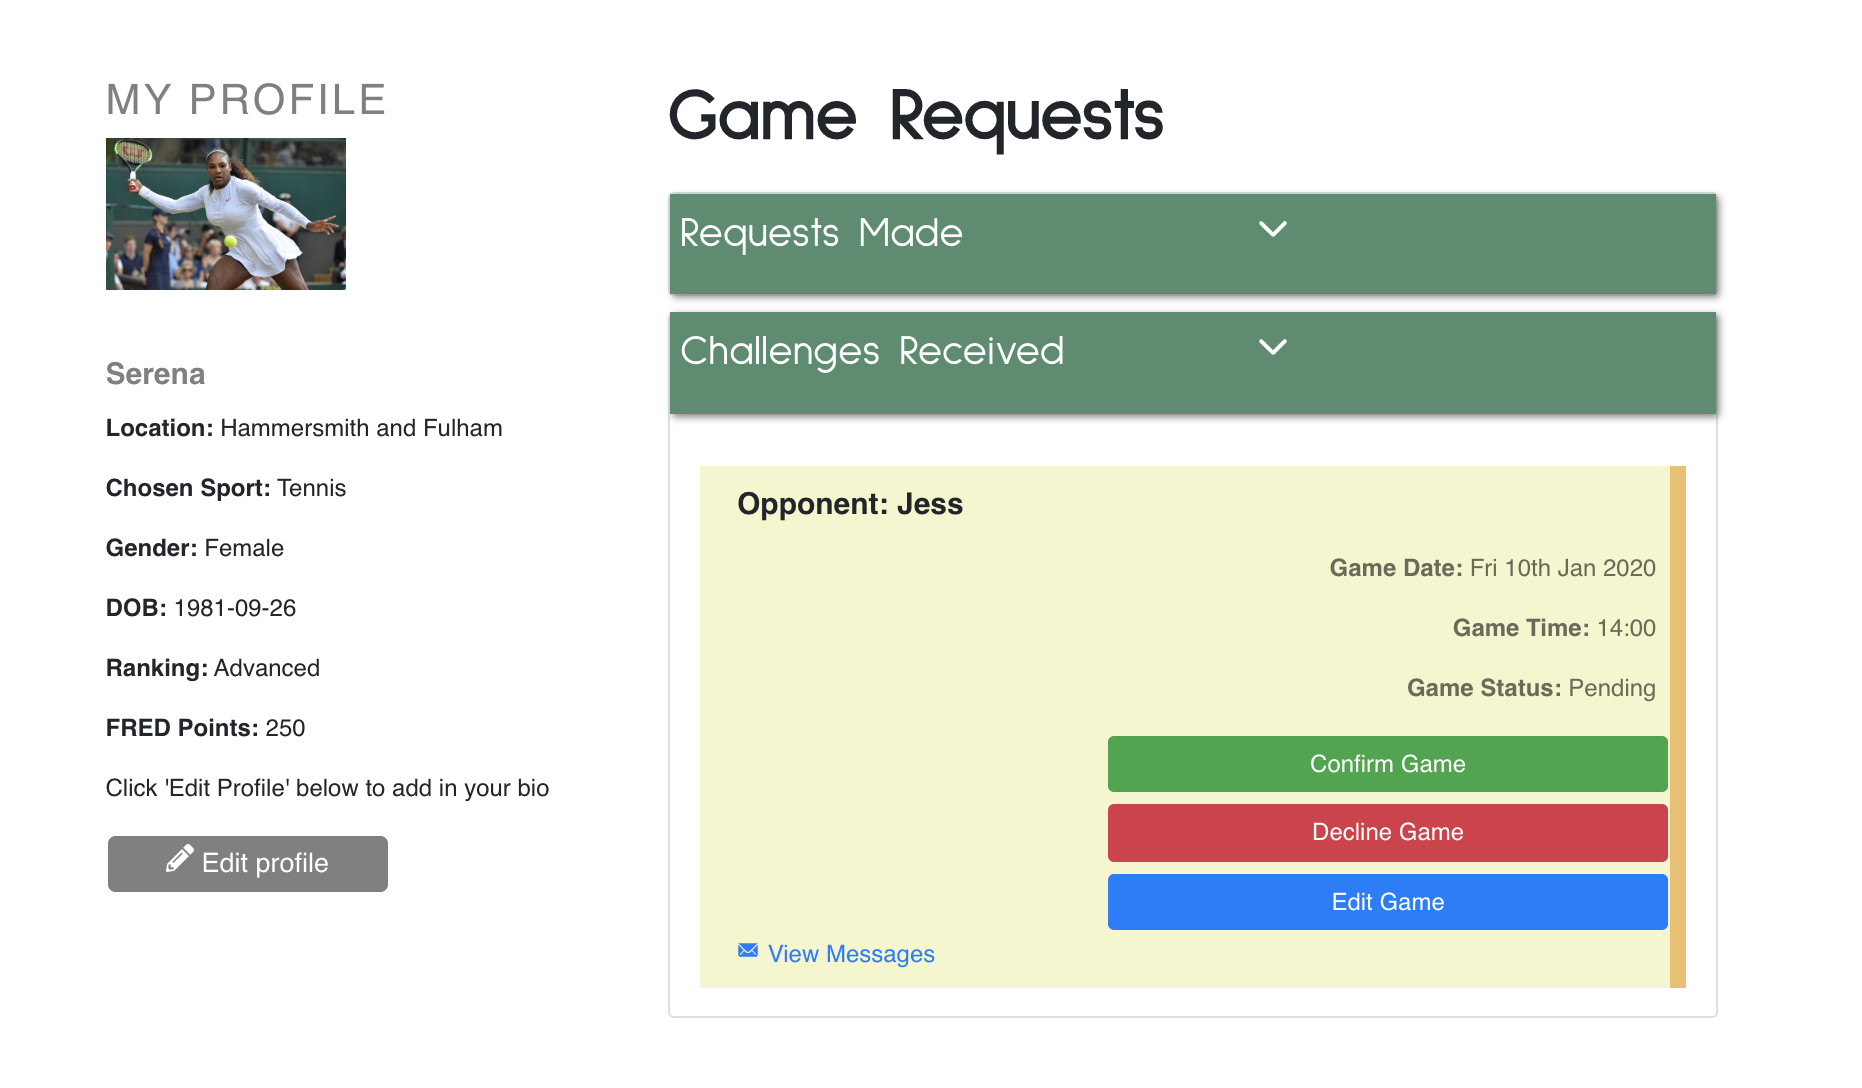 MY PROFILE
Serena
Location: Hammersmith and Fulham
Chosen Sport: Tennis
Gender: Female
DOB: 1981-09-26
Ranking: Advanced
FRED Points: 250
Click 'Edit Profile' below to add in your bio
Edit profile
Game Requests
Requests Made
Challenges Received
Opponent: Jess
Game Date: Fri 10th Jan 2020
Game Time: 14:00
Game Status: Pending
Confirm Game
Decline Game
Edit Game
View Messages